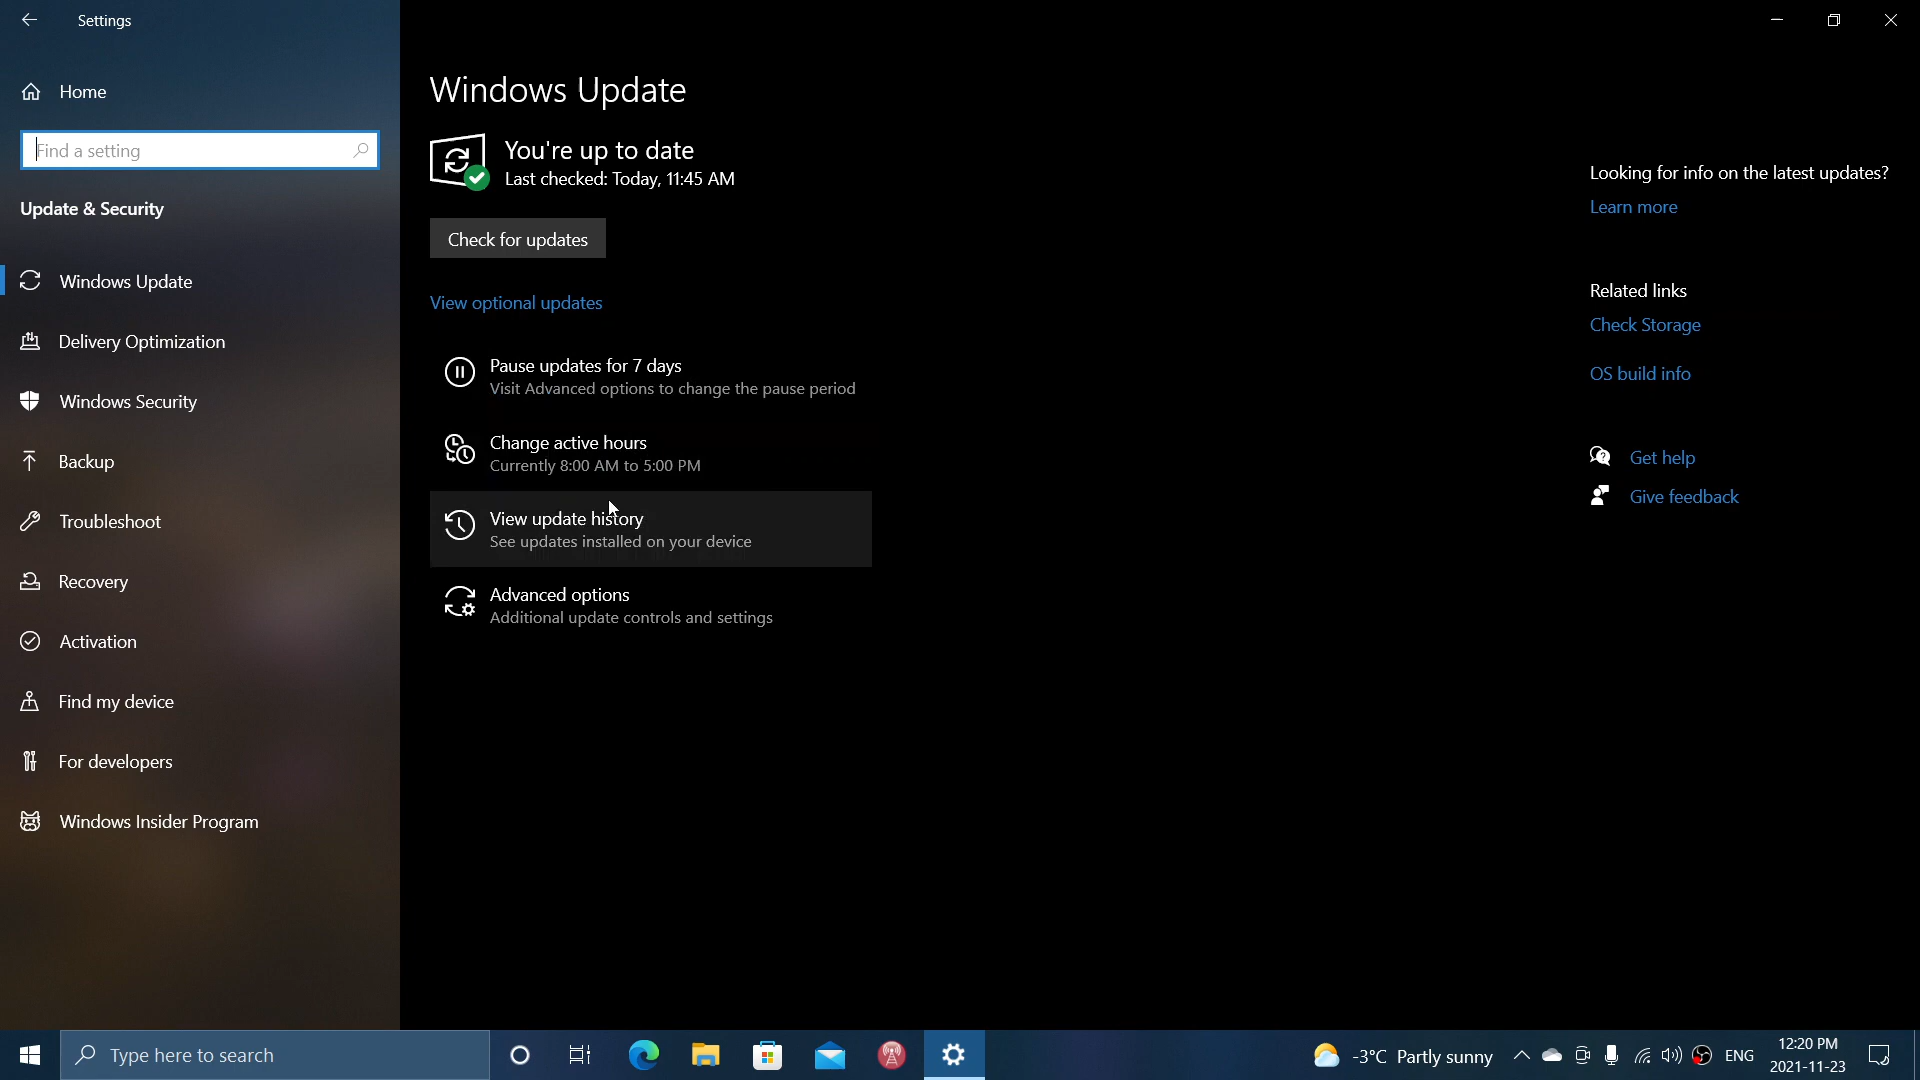 Settings
Home
Find a setting
Update & Security
Windows Update
Delivery Optimization
Windows Security
Backup
Troubleshoot
Recovery
Activation
Find my device
For developers
Windows Insider Program
Windows Update
You're up to date
Last checked: Today, 11:45 AM
Check for updates
View optional updates
Pause updates for 7 days
Visit Advanced options to change the pause period
Change active hours
Currently 8:00 AM to 5:00 PM
View update history
See updates installed on your device
Advanced options
Additional update controls and settings
Looking for info on the latest updates?
Learn more
Related links
Check Storage
OS build info
Get help
Give feedback
Type here to search
-3°C Partly sunny
ENG
12:20 PM
2021-11-23